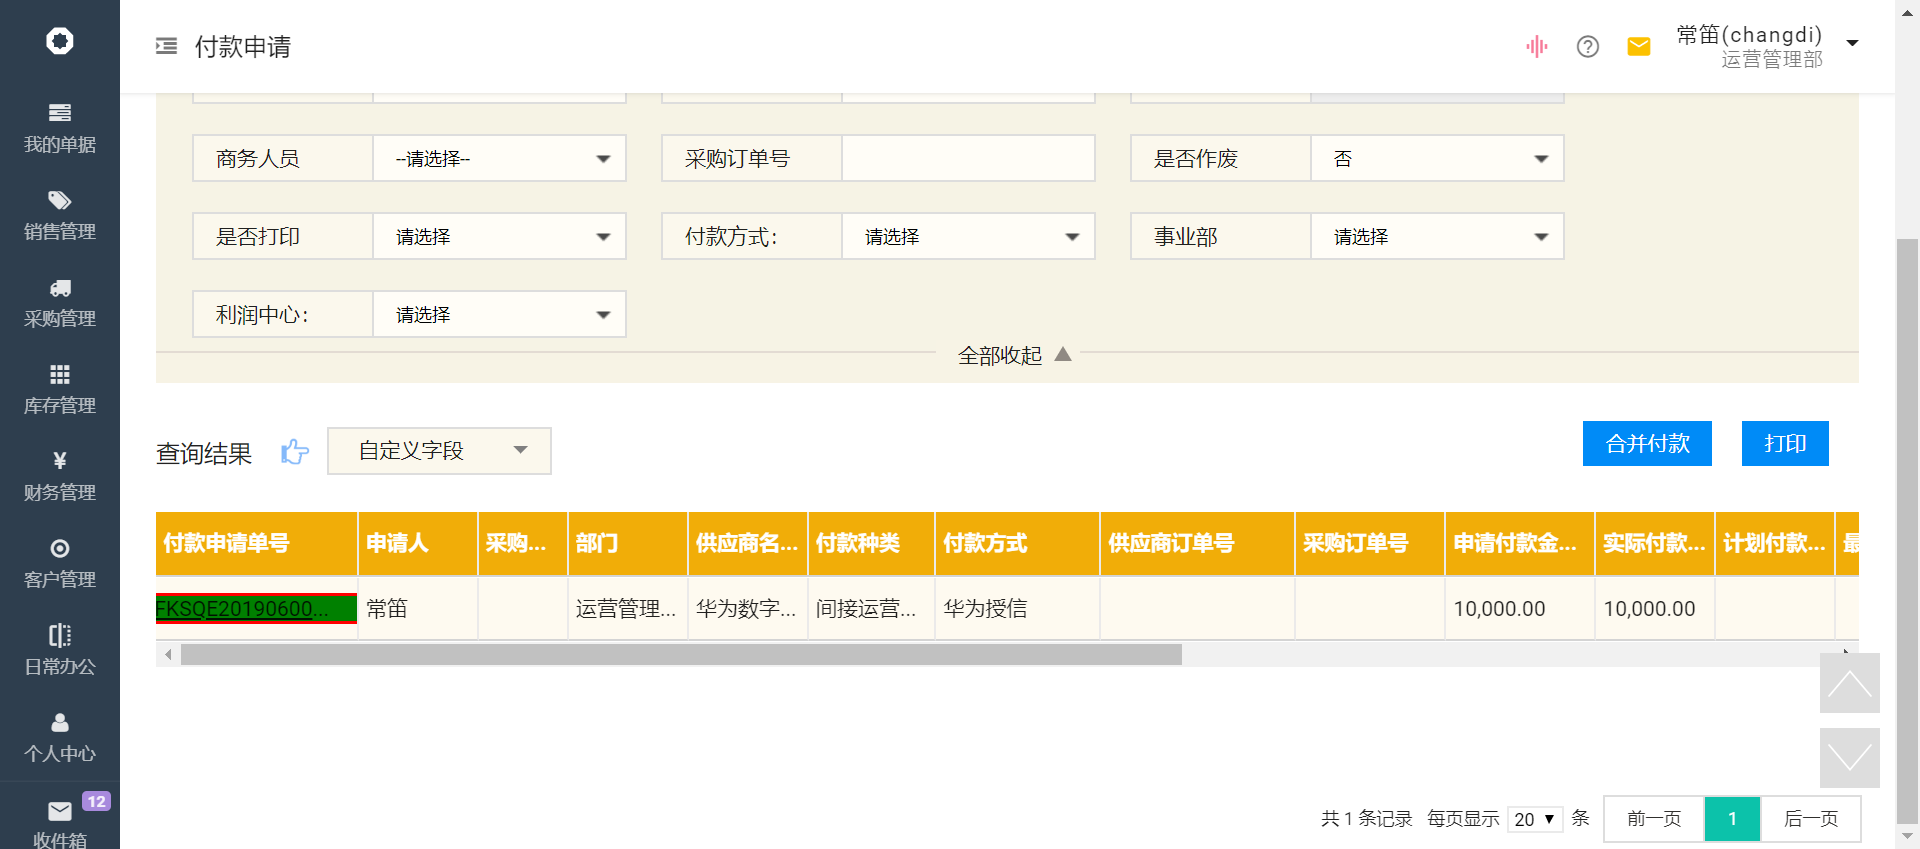 付款申请
常笛(changdi)
运营管理部
我的单据
销售管理
采购管理
库存管理
¥
财务管理
客户管理
日常办公
个人中心
12
收件箱
商务人员 --请选择-- 采购订单号 是否作废 否
是否打印 请选择 付款方式: 请选择 事业部 请选择
利润中心: 请选择
全部收起
查询结果 自定义字段 合并付款 打印
付款申请单号 申请人 采购... 部门 供应商名... 付款种类 付款方式 供应商订单号 采购订单号 申请付款金... 实际付款... 计划付款... 最
FKSQE20190600... 常笛 运营管理... 华为数字... 间接运营... 华为授信 10,000.00 10,000.00
共 1 条记录 每页显示 20 条 前一页 1 后一页